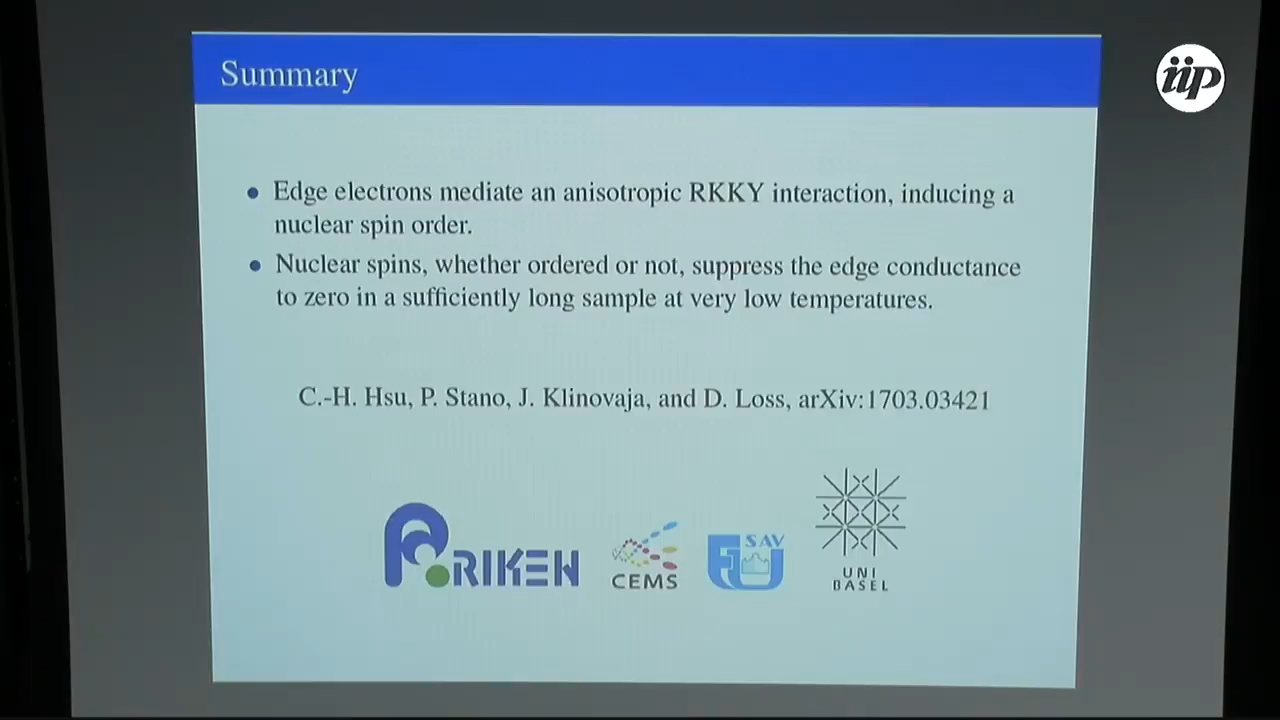 Summary
iip
Edge electrons mediate an anisotropic RKKY interaction, inducing a
nuclear spin order.
Nuclear spins, whether ordered or not, suppress the edge conductance
to zero in a sufficiently long sample at very low temperatures.
C.-H. Hsu, P. Stano, J. Klinovaja, and D. Loss, arXiv:1703.03421
RIKEN
CEMS
SAV
FU
UNI
BASEL